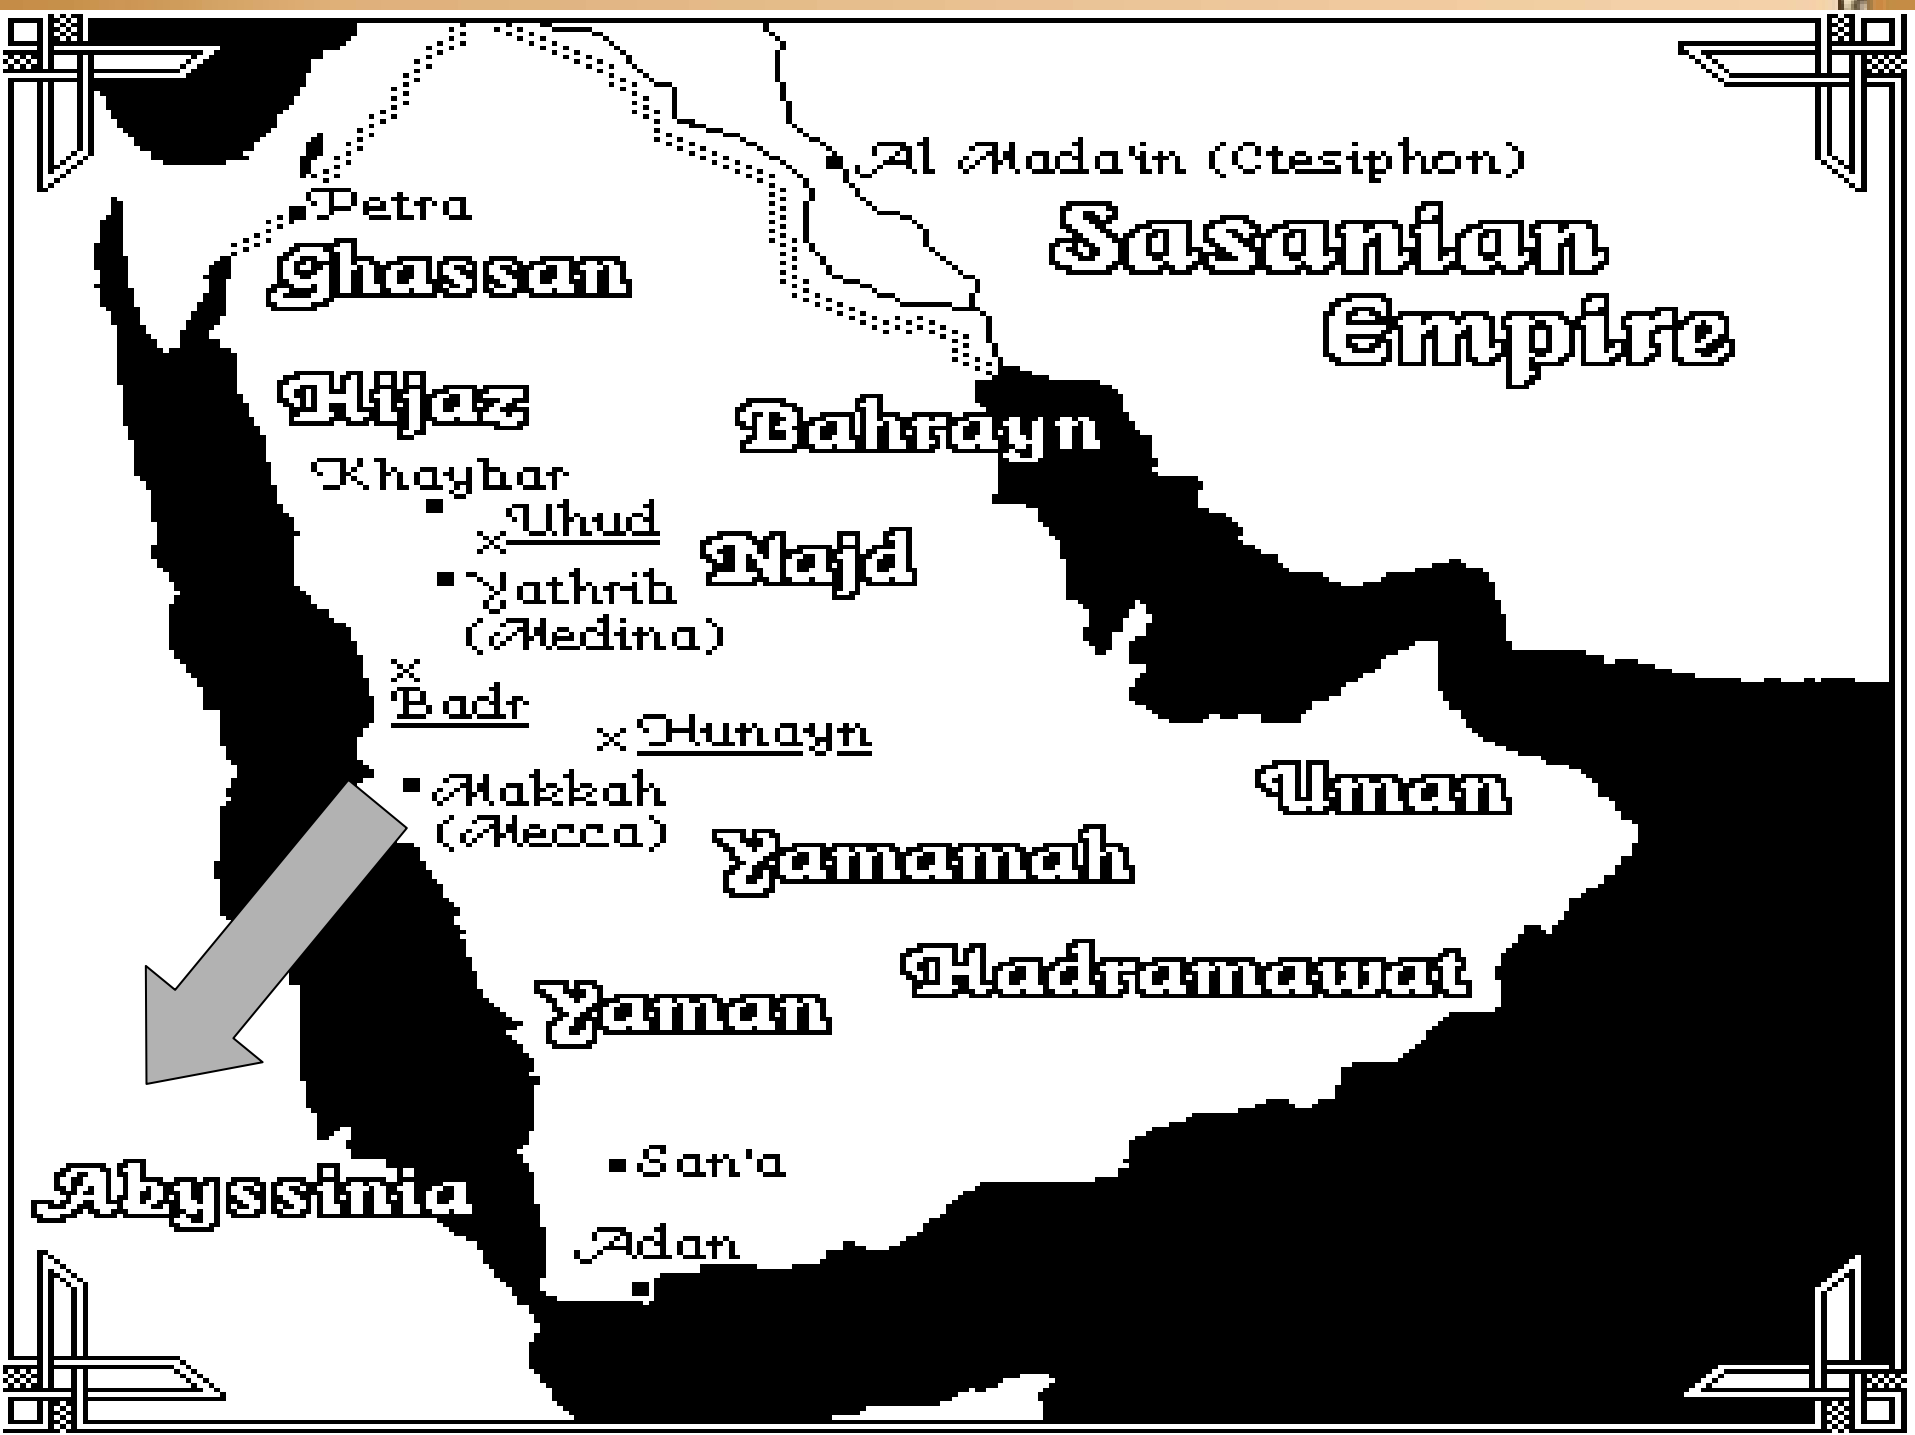 Al Mada'in (Ctesiphon)
Petra
Sasanian
Empire
Ghassan
Hijaz
Bahrayn
Khaybar
Uhud
Najd
Yathrib
(Medina)
Badr
Hunayn
Makkah
(Mecca)
Uman
Yamamah
Hadramawat
Yaman
San'a
Abyssinia
Adan